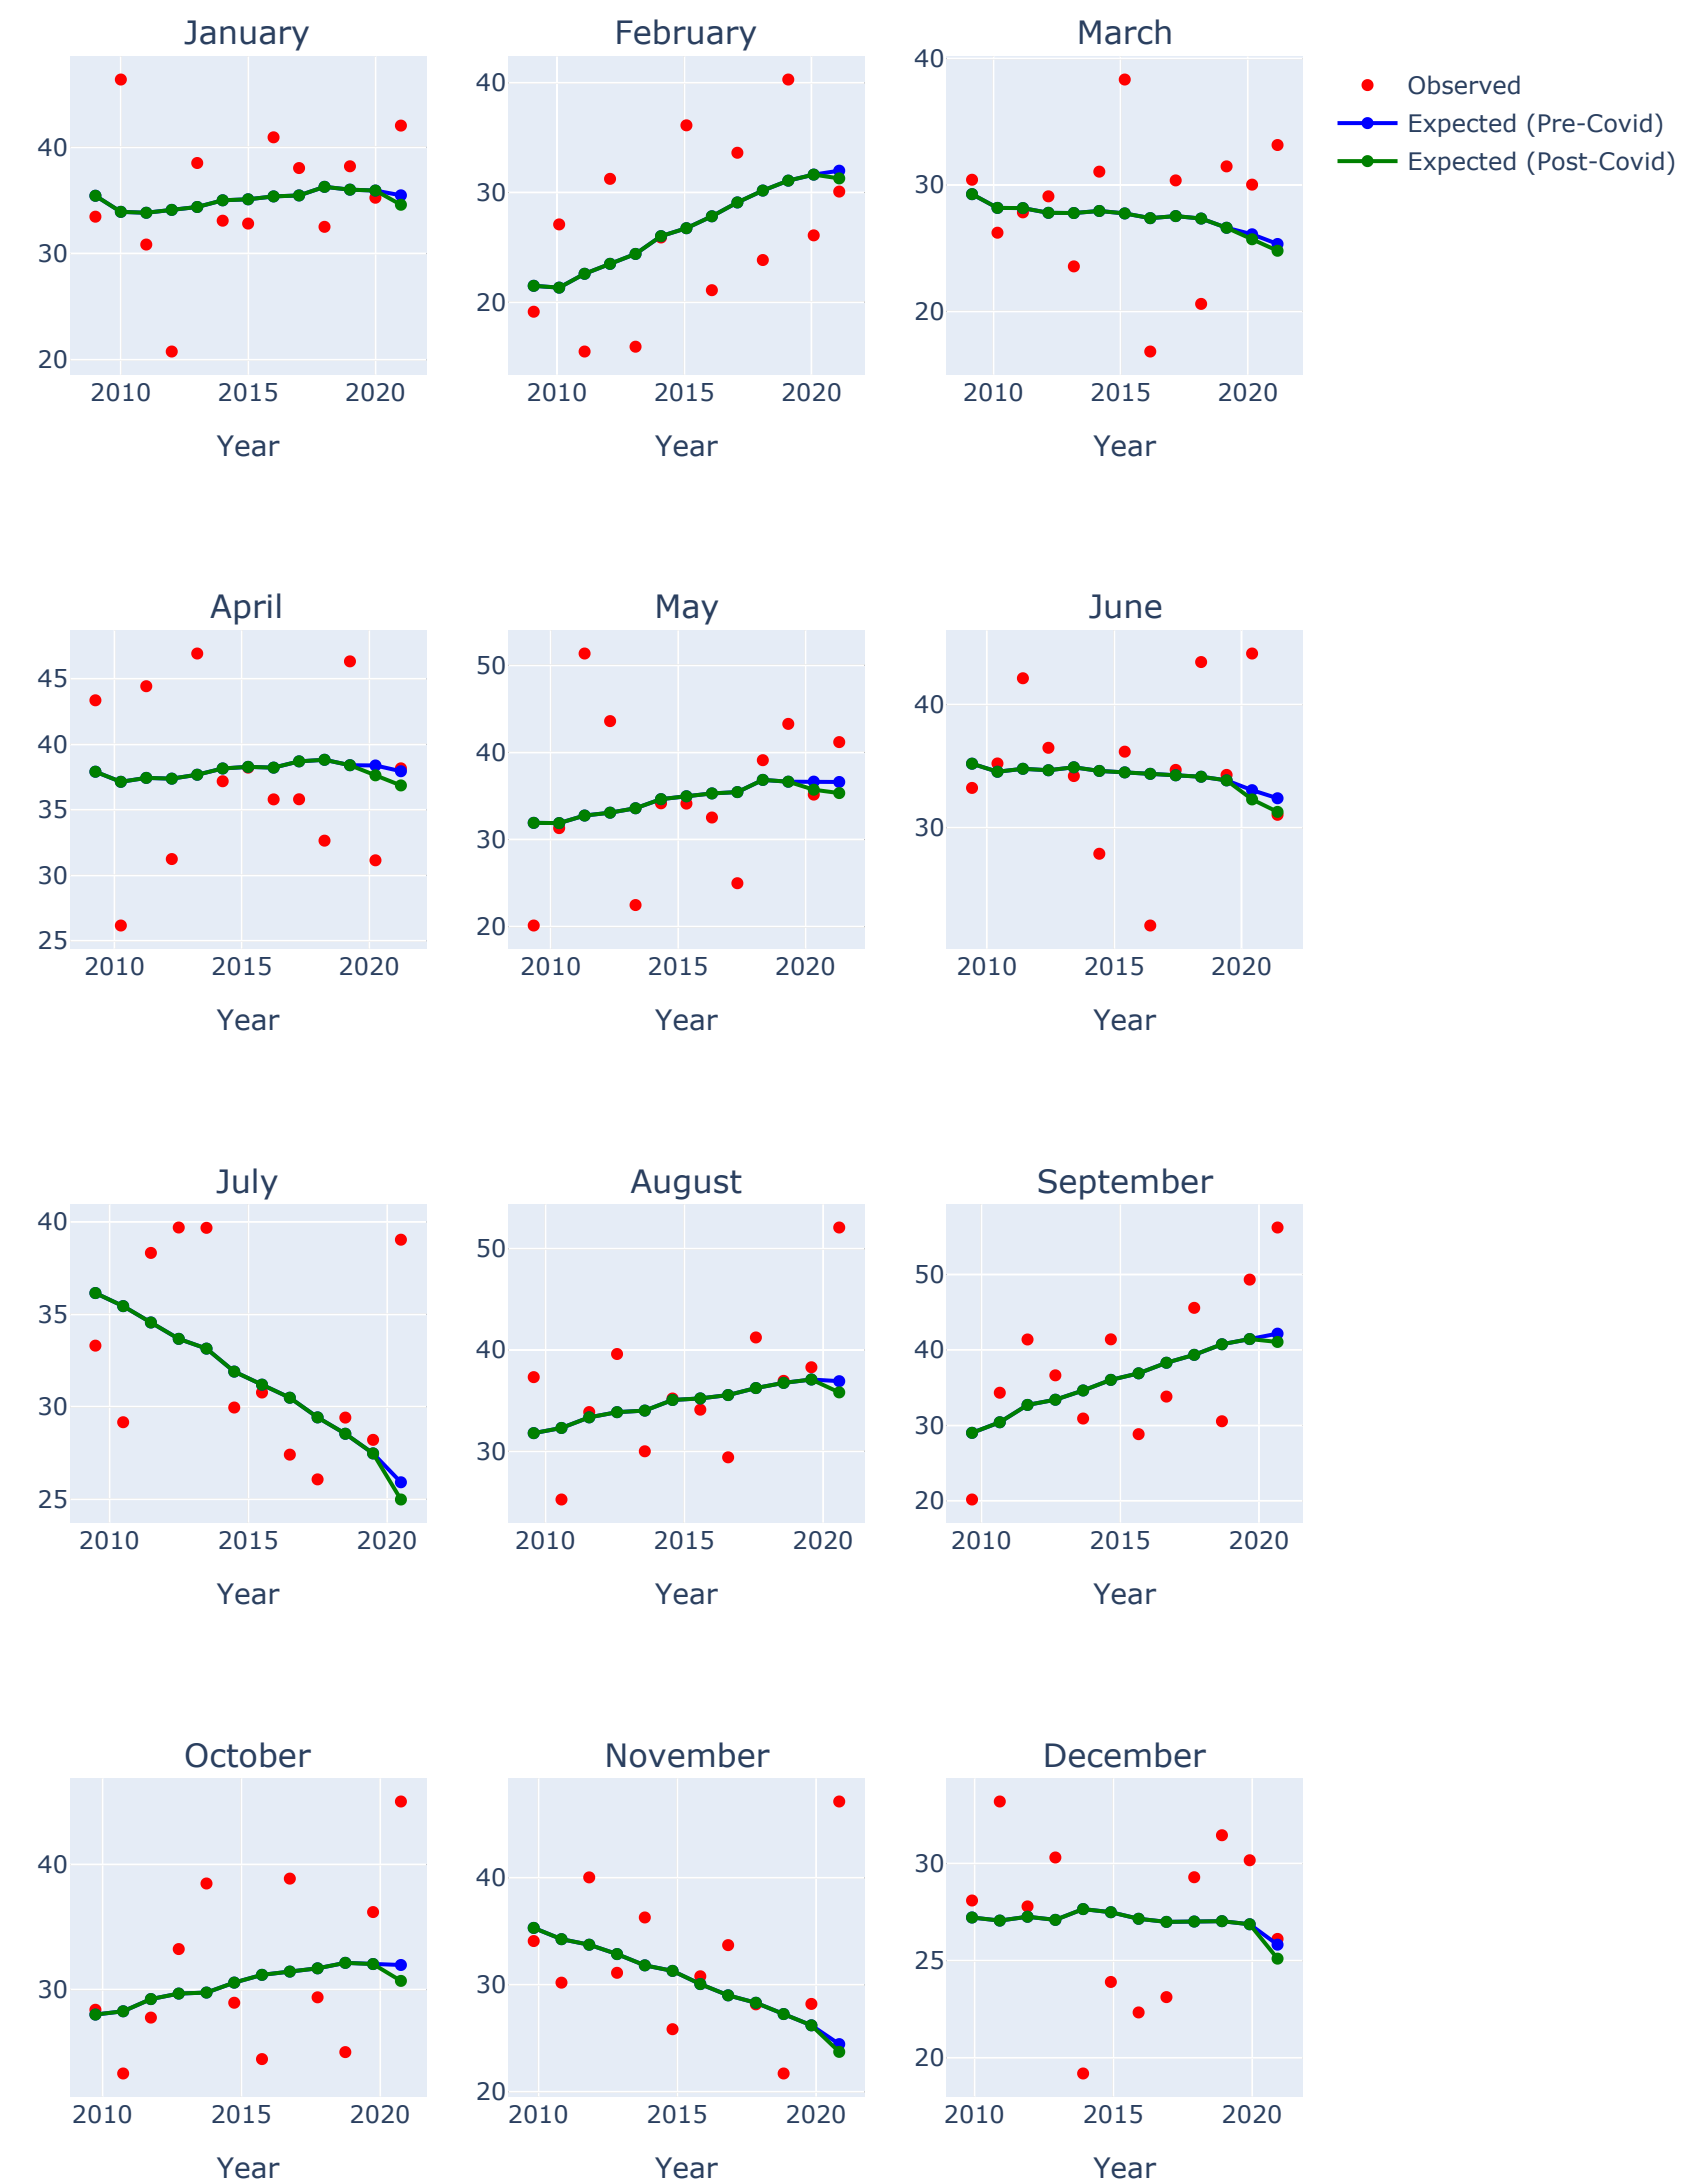 January
February
March
Observed
Expected (Pre-Covid)
Expected (Post-Covid)
40
30
20
2010 2015 2020
Year
40
30
20
2010 2015 2020
Year
40
30
20
2010 2015 2020
Year
April
May
June
45
40
35
30
25
2010 2015 2020
Year
50
40
30
20
2010 2015 2020
Year
40
30
2010 2015 2020
Year
July
August
September
40
35
30
25
2010 2015 2020
Year
50
40
30
2010 2015 2020
Year
50
40
30
20
2010 2015 2020
Year
October
November
December
40
30
2010 2015 2020
Year
40
30
20
2010 2015 2020
Year
30
25
20
2010 2015 2020
Year